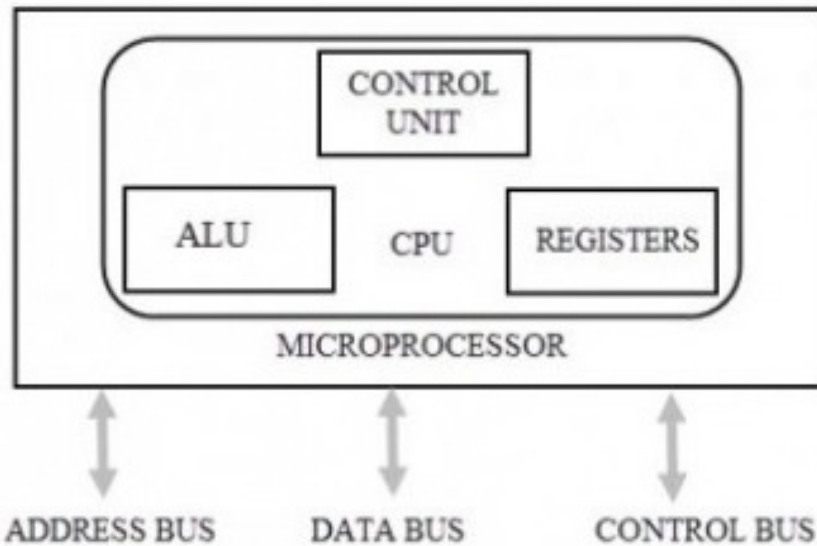 CONTROL
UNIT
ALU
CPU
REGISTERS
MICROPROCESSOR
ADDRESS BUS
DATA BUS
CONTROL BUS